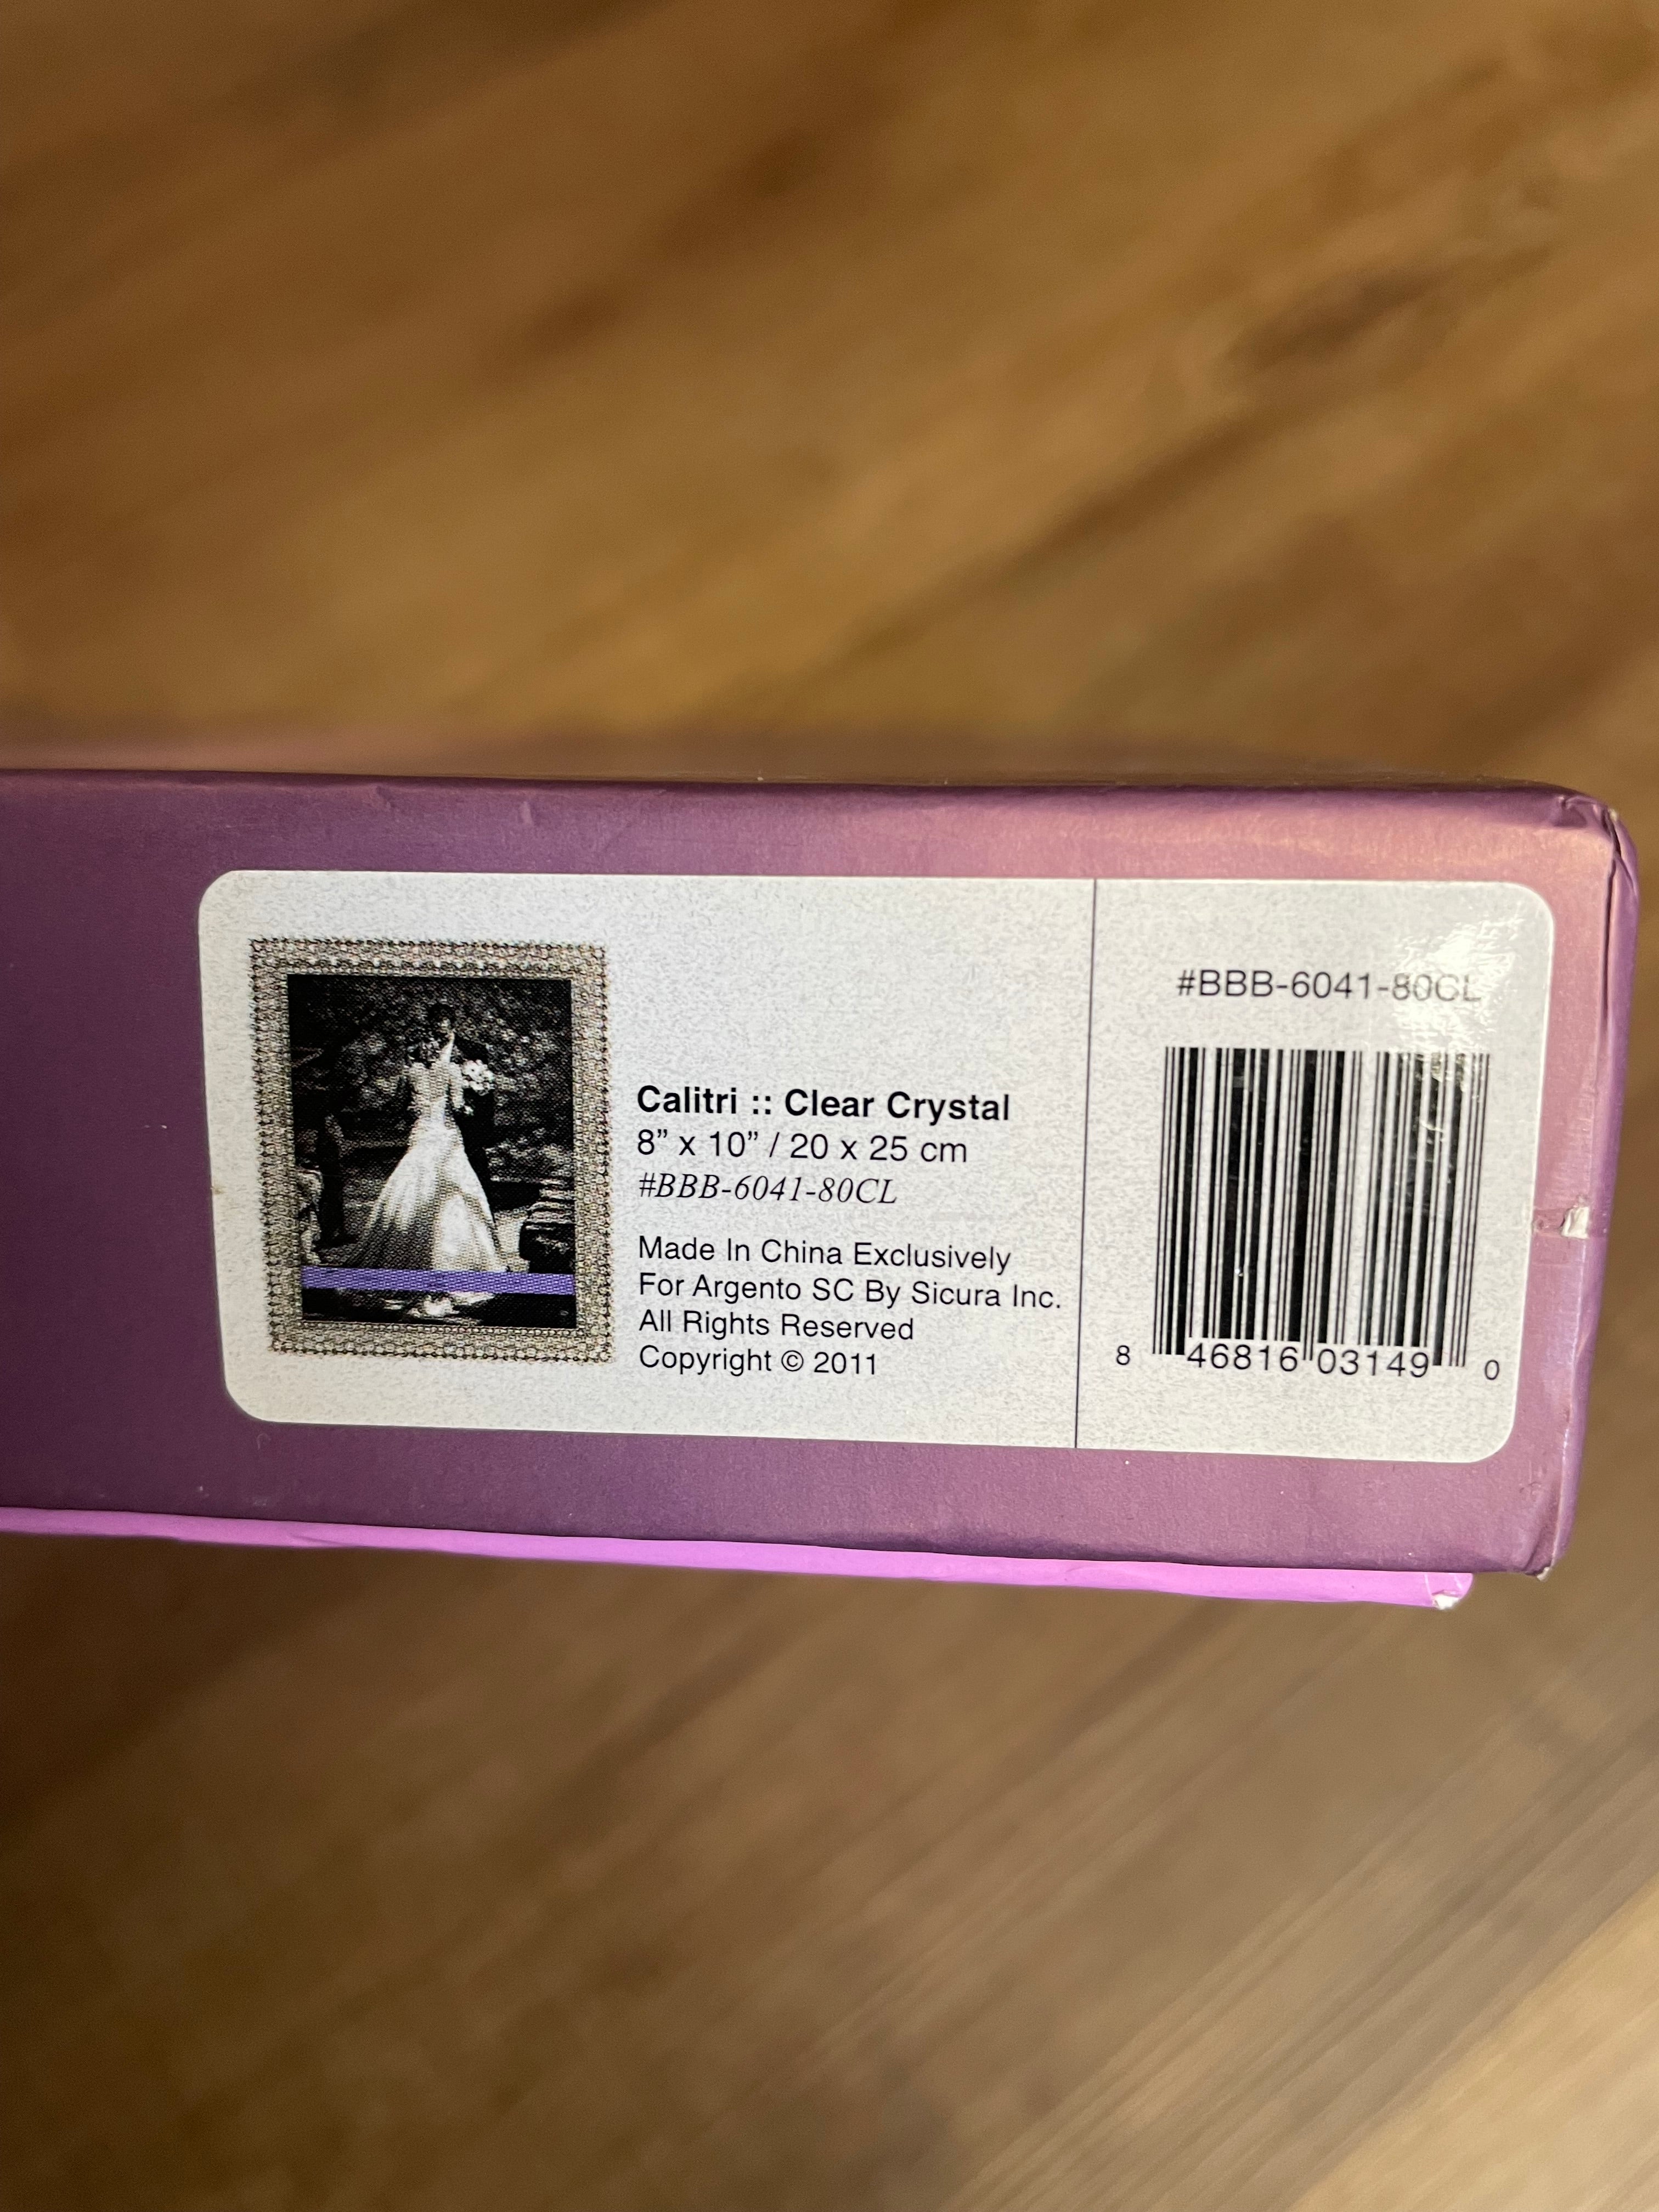 Calitri :: Clear Crystal
8” x 10” / 20 x 25 cm
#BBB-6041-80CL
Made In China Exclusively
For Argento SC By Sicura Inc.
All Rights Reserved
Copyright © 2011
#BBB-6041-80CL
8 46816 03149 0